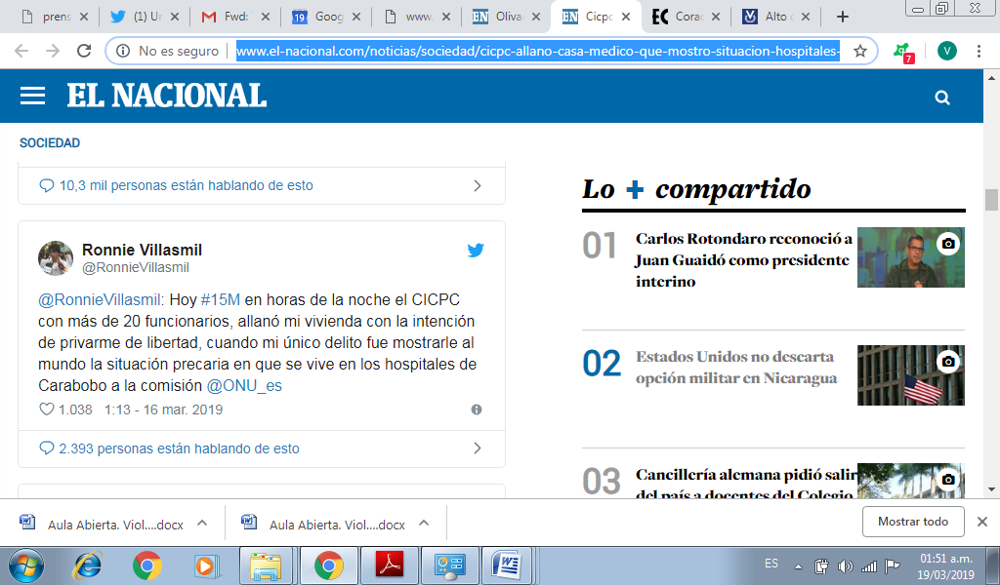 prens
(1) Un
Fwd:
Goog
www.
EN Oliva
EN Cicpc
EC Corac
Alto c
No es seguro | www.el-nacional.com/noticias/sociedad/cicpc-allano-casa-medico-que-mostro-situacion-hospitales-
7
V
EL NACIONAL
SOCIEDAD
10,3 mil personas están hablando de esto
Ronnie Villasmil
@RonnieVillasmil
@RonnieVillasmil: Hoy #15M en horas de la noche el CICPC
con más de 20 funcionarios, allanó mi vivienda con la intención
de privarme de libertad, cuando mi único delito fue mostrarle al
mundo la situación precaria en que se vive en los hospitales de
Carabobo a la comisión @ONU_es
1.038 1:13 - 16 mar. 2019
2.393 personas están hablando de esto
Lo + compartido
01
Carlos Rotondaro reconoció a
Juan Guaidó como presidente
interino
02
Estados Unidos no descarta
opción militar en Nicaragua
03
Cancillería alemana pidió salir
del país a docentes del Colegio
Aula Abierta. Viol....docx
Aula Abierta. Viol....docx
Mostrar todo
ES
01:51 a.m.
19/03/2019